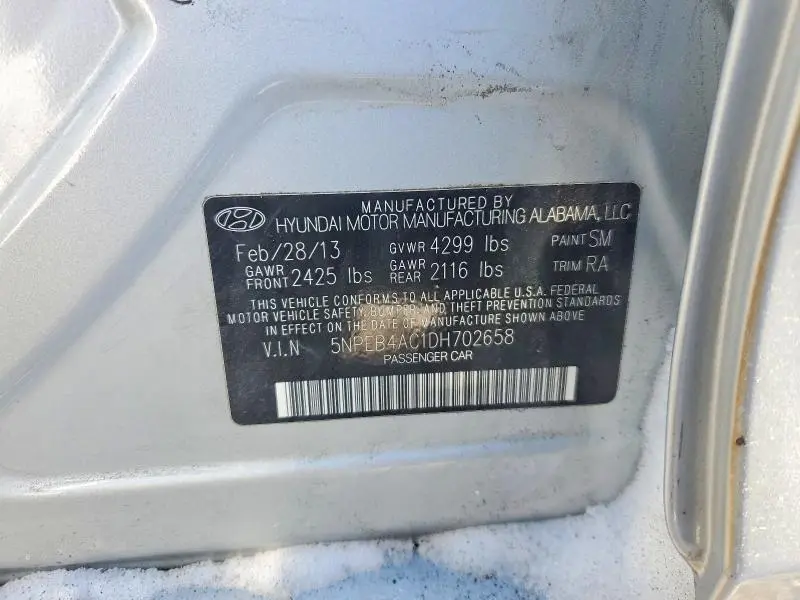 MANUFACTURED BY
HYUNDAI MOTOR MANUFACTURING ALABAMA, LLC
Feb/28/13 GVWR 4299 lbs PAINT SM
GAWR FRONT 2425 lbs GAWR REAR 2116 lbs TRIM RA
THIS VEHICLE CONFORMS TO ALL APPLICABLE U.S.A. FEDERAL
MOTOR VEHICLE SAFETY, BUMPER, AND THEFT PREVENTION STANDARDS
IN EFFECT ON THE DATE OF MANUFACTURE SHOWN ABOVE
V.I.N 5NPEB4AC1DH702658
PASSENGER CAR